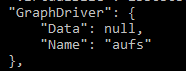 "GraphDriver": {
    "Data": null,
    "Name": "aufs"
},